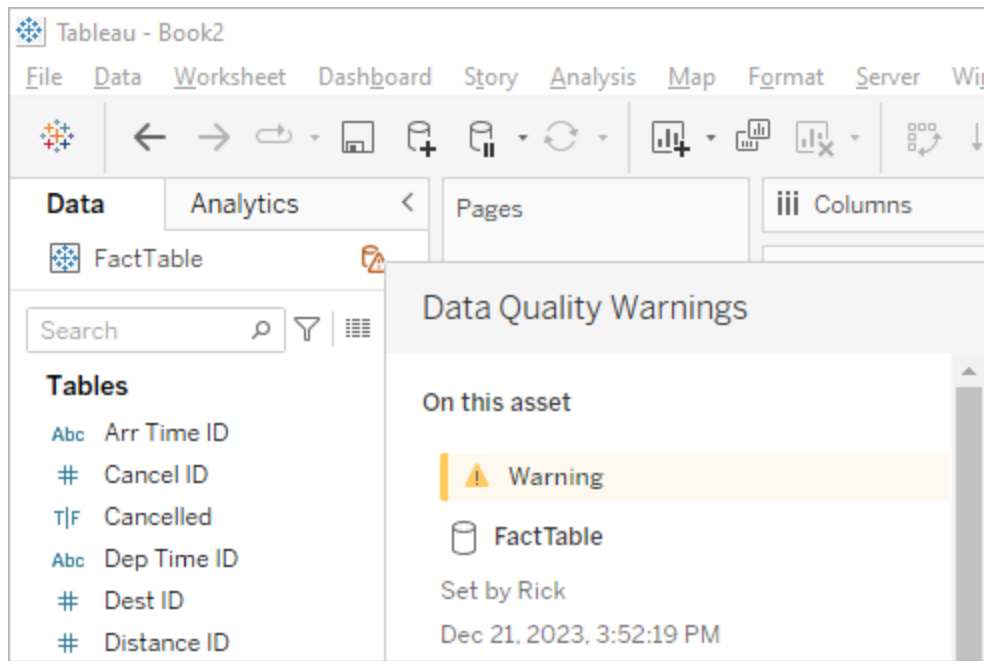 Tableau - Book2
File Data Worksheet Dashboard Story Analysis Map Format Server
Data Analytics
Pages
Columns
FactTable
Search
Tables
Abc Arr Time ID
# Cancel ID
T|F Cancelled
Abc Dep Time ID
# Dest ID
# Distance ID
Data Quality Warnings
On this asset
Warning
FactTable
Set by Rick
Dec 21, 2023, 3:52:19 PM